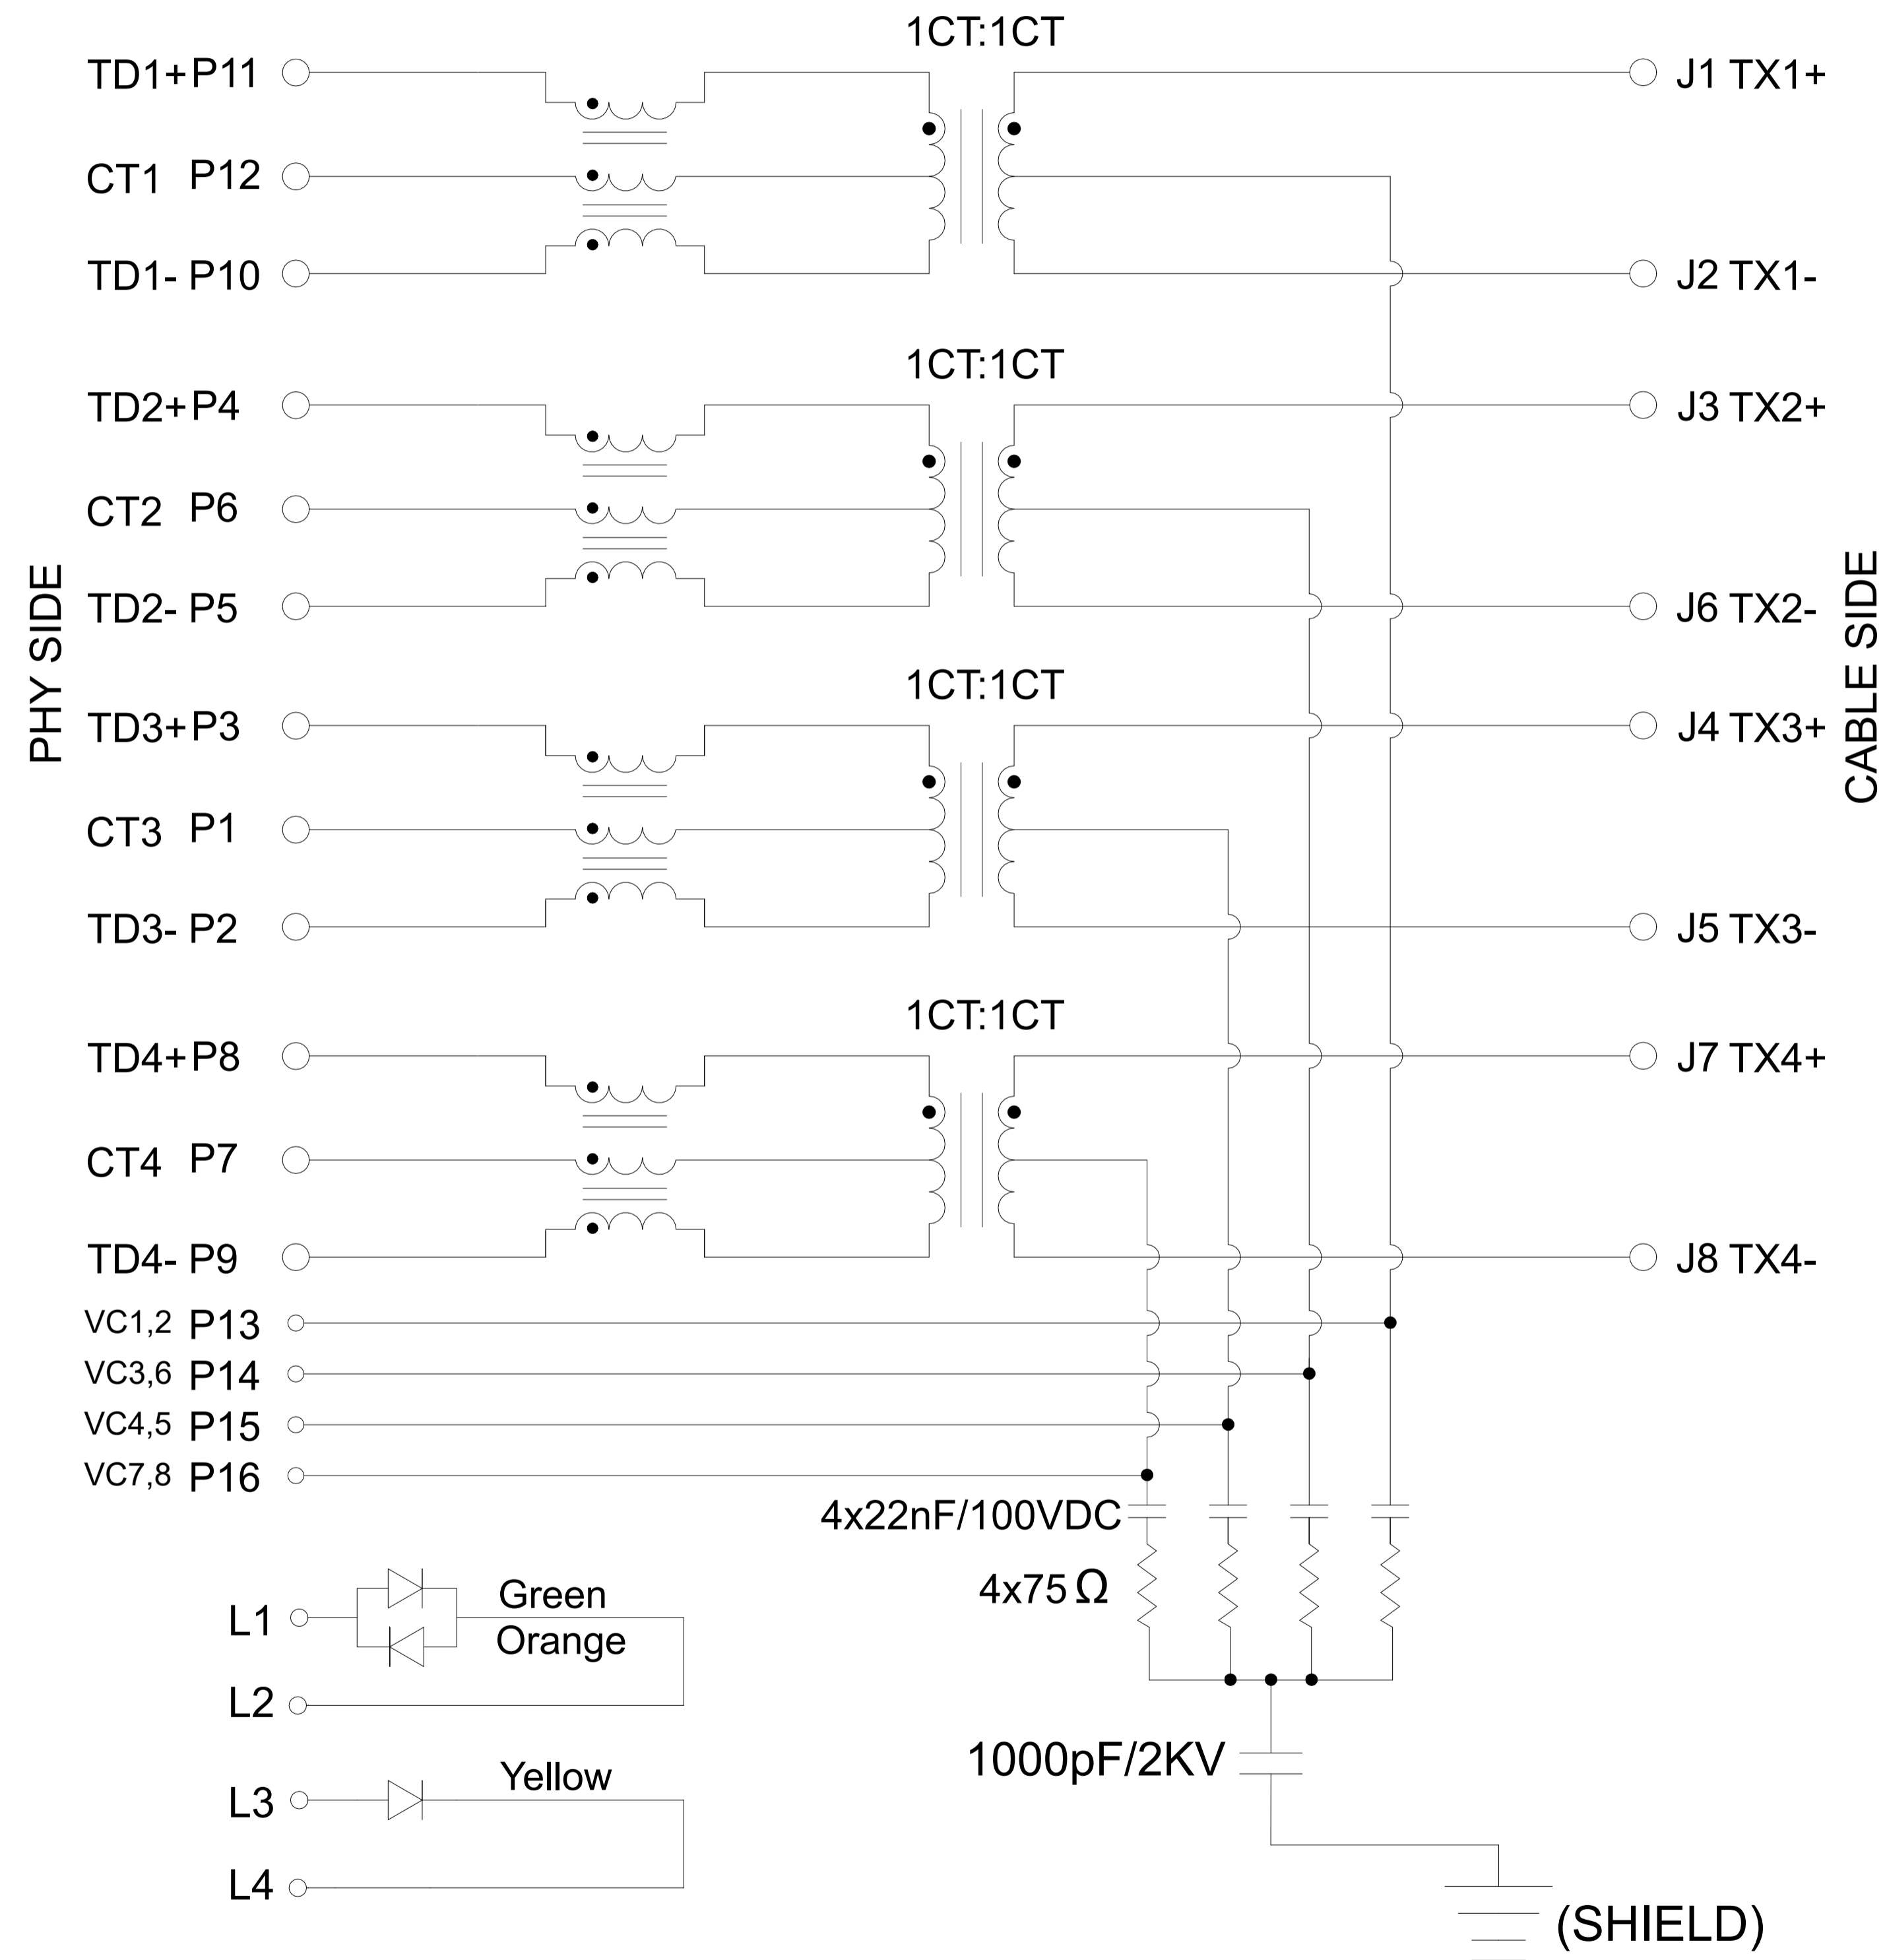 1CT:1CT
TD1+ P11
J1 TX1+
CT1 P12
TD1- P10
J2 TX1-
1CT:1CT
TD2+ P4
J3 TX2+
CT2 P6
TD2- P5
J6 TX2-
PHY SIDE
CABLE SIDE
1CT:1CT
TD3+ P3
J4 TX3+
CT3 P1
TD3- P2
J5 TX3-
1CT:1CT
TD4+ P8
J7 TX4+
CT4 P7
TD4- P9
J8 TX4-
VC1,2 P13
VC3,6 P14
VC4,5 P15
VC7,8 P16
4x22nF/100VDC
4x75Ω
Green
L1
Orange
L2
1000pF/2KV
Yellow
L3
L4
(SHIELD)